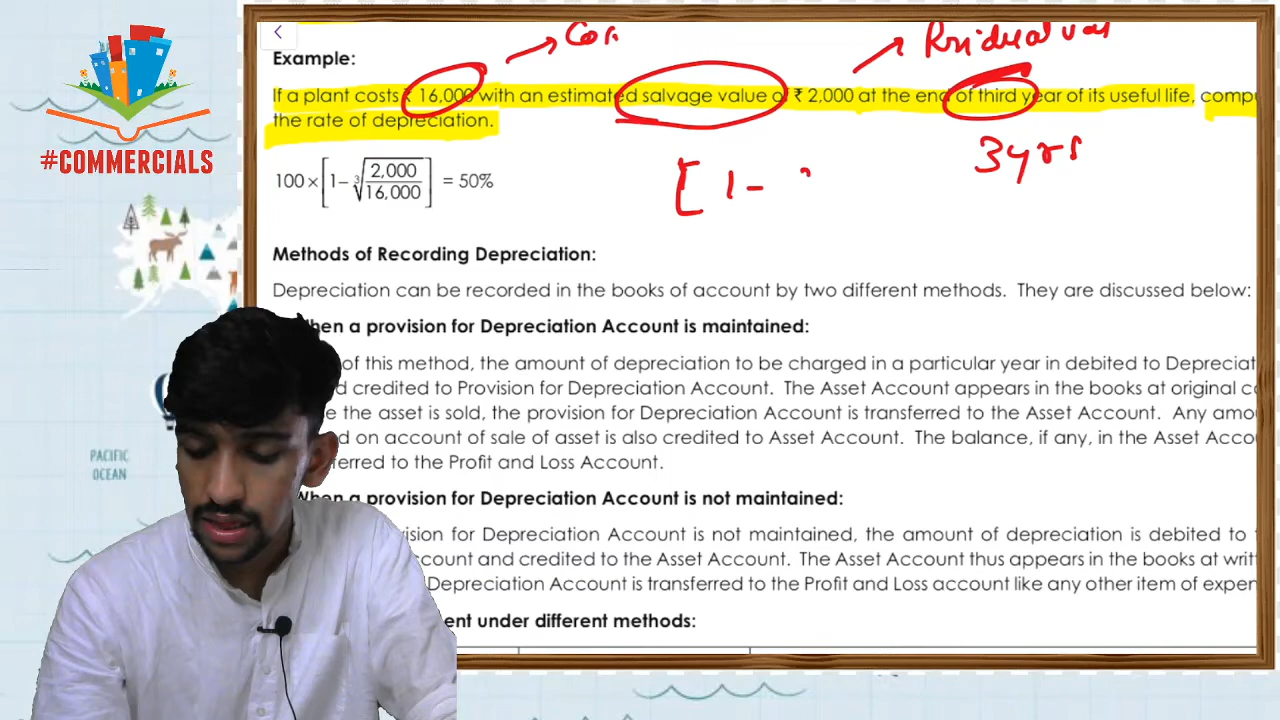 Residual val
Example:
If a plant costs ₹ 16,000 with an estimated salvage value of ₹ 2,000 at the end of third year of its useful life, compu
the rate of depreciation.
3yrs
100 × [1– ∛(2,000/16,000)] = 50%
[ 1-
#COMMERCIALS
Methods of Recording Depreciation:
Depreciation can be recorded in the books of account by two different methods. They are discussed below:
hen a provision for Depreciation Account is maintained:
of this method, the amount of depreciation to be charged in a particular year in debited to Depreciat
d credited to Provision for Depreciation Account. The Asset Account appears in the books at original c
e the asset is sold, the provision for Depreciation Account is transferred to the Asset Account. Any amou
d on account of sale of asset is also credited to Asset Account. The balance, if any, in the Asset Acco
ferred to the Profit and Loss Account.
When a provision for Depreciation Account is not maintained:
vision for Depreciation Account is not maintained, the amount of depreciation is debited to
count and credited to the Asset Account. The Asset Account thus appears in the books at writt
Depreciation Account is transferred to the Profit and Loss account like any other item of expen
ent under different methods:
PACIFIC
OCEAN